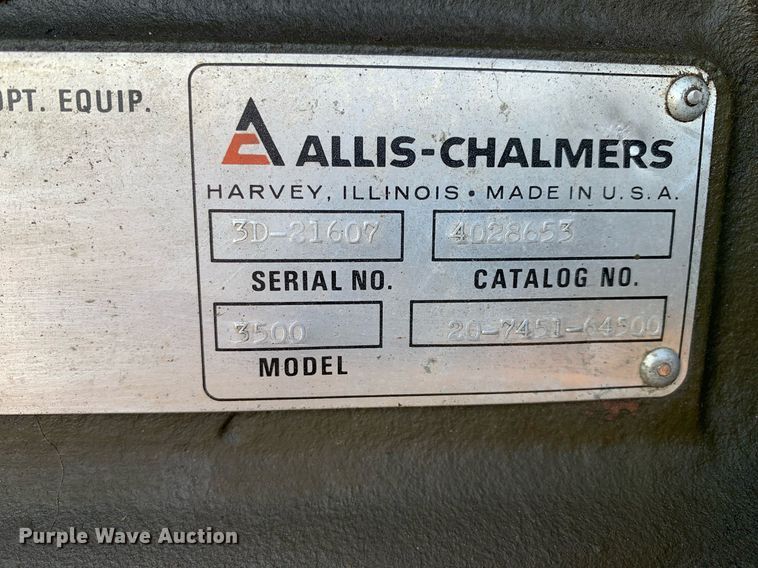 OPT. EQUIP.
ALLIS-CHALMERS
HARVEY, ILLINOIS • MADE IN U.S.A.
3D-21607 4028653
SERIAL NO. CATALOG NO.
3500 20-7451-64500
MODEL
Purple Wave Auction